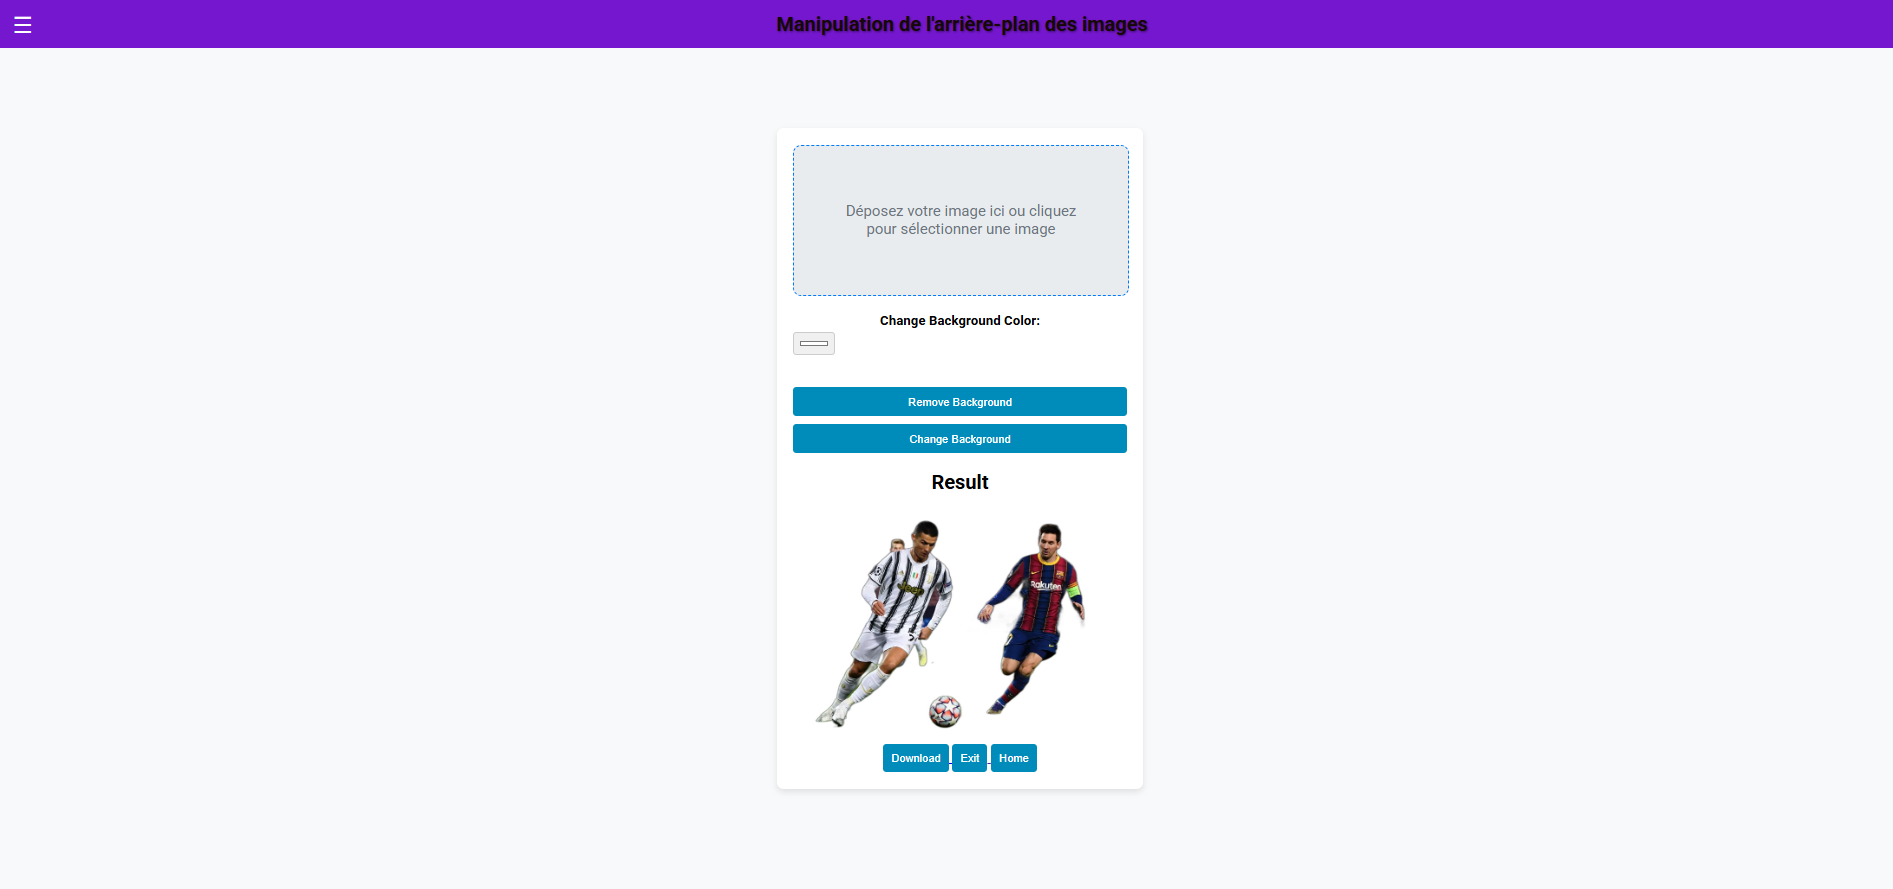 ☰ Manipulation de l'arrière-plan des images
Déposez votre image ici ou cliquez
pour sélectionner une image
Change Background Color:
Remove Background
Change Background
Result
Jeep
Rakuten
Download Exit Home